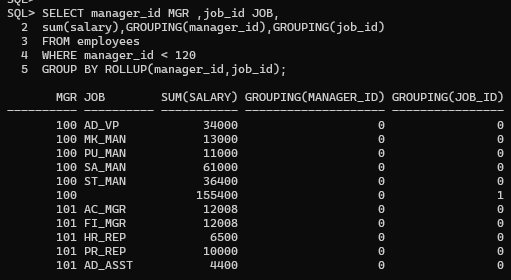 SQL> SELECT manager_id MGR ,job_id JOB,
2 sum(salary),GROUPING(manager_id),GROUPING(job_id)
3 FROM employees
4 WHERE manager_id < 120
5 GROUP BY ROLLUP(manager_id,job_id);
MGR JOB SUM(SALARY) GROUPING(MANAGER_ID) GROUPING(JOB_ID)
---------- ---------- ----------- -------------------- ----------------
100 AD_VP 34000 0 0
100 MK_MAN 13000 0 0
100 PU_MAN 11000 0 0
100 SA_MAN 61000 0 0
100 ST_MAN 36400 0 0
100 155400 0 1
101 AC_MGR 12008 0 0
101 FI_MGR 12008 0 0
101 HR_REP 6500 0 0
101 PR_REP 10000 0 0
101 AD_ASST 4400 0 0